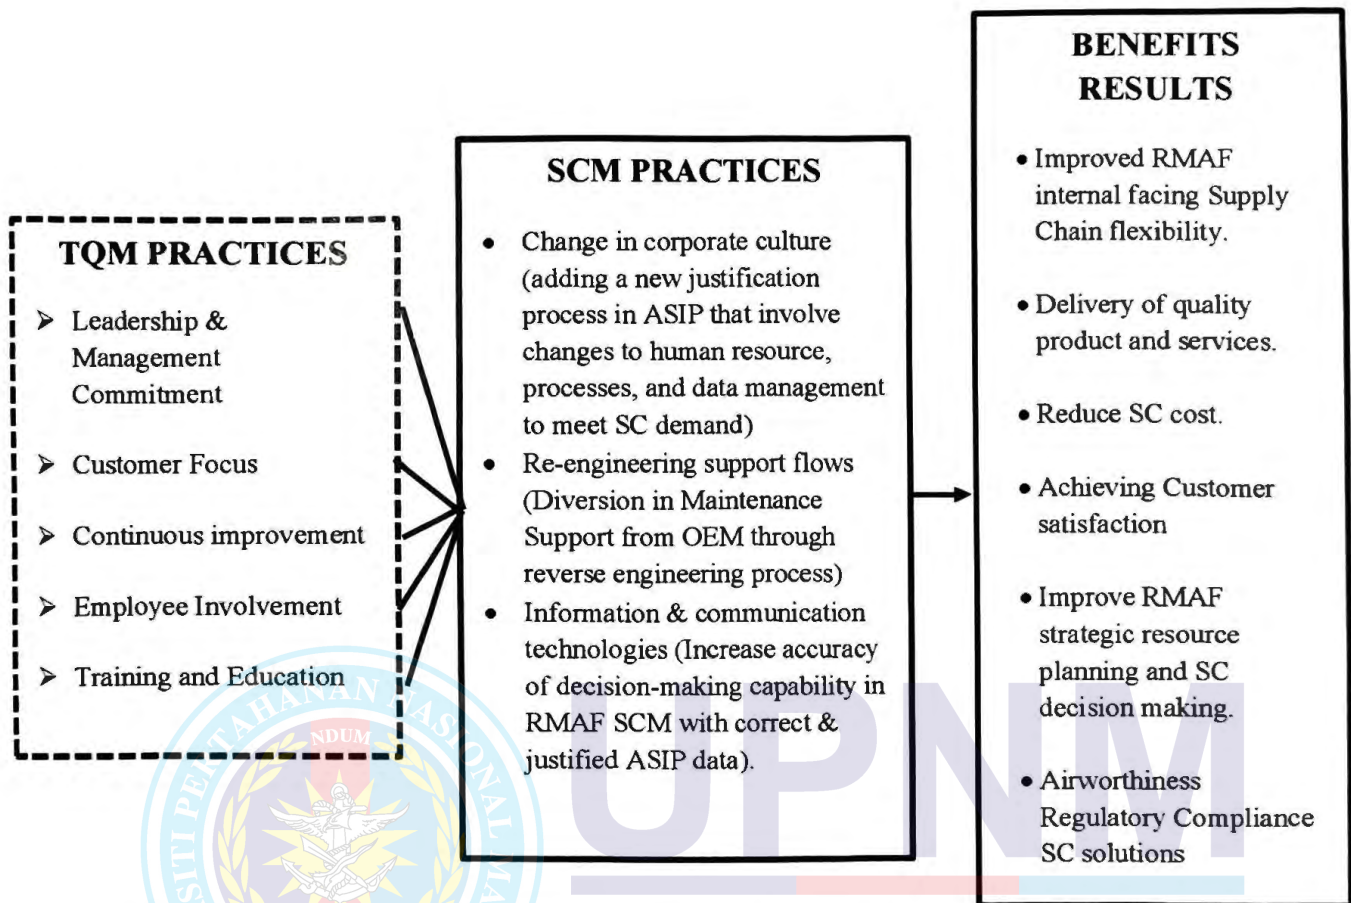 TQM PRACTICES
➢ Leadership &
Management
Commitment
➢ Customer Focus
➢ Continuous improvement
➢ Employee Involvement
➢ Training and Education
SCM PRACTICES
• Change in corporate culture
(adding a new justification
process in ASIP that involve
changes to human resource,
processes, and data management
to meet SC demand)
• Re-engineering support flows
(Diversion in Maintenance
Support from OEM through
reverse engineering process)
• Information & communication
technologies (Increase accuracy
of decision-making capability in
RMAF SCM with correct &
justified ASIP data).
BENEFITS
RESULTS
• Improved RMAF
internal facing Supply
Chain flexibility.
• Delivery of quality
product and services.
• Reduce SC cost.
• Achieving Customer
satisfaction
• Improve RMAF
strategic resource
planning and SC
decision making.
• Airworthiness
Regulatory Compliance
SC solutions
PERTAHANAN NASIONAL
NDUM
UPNM